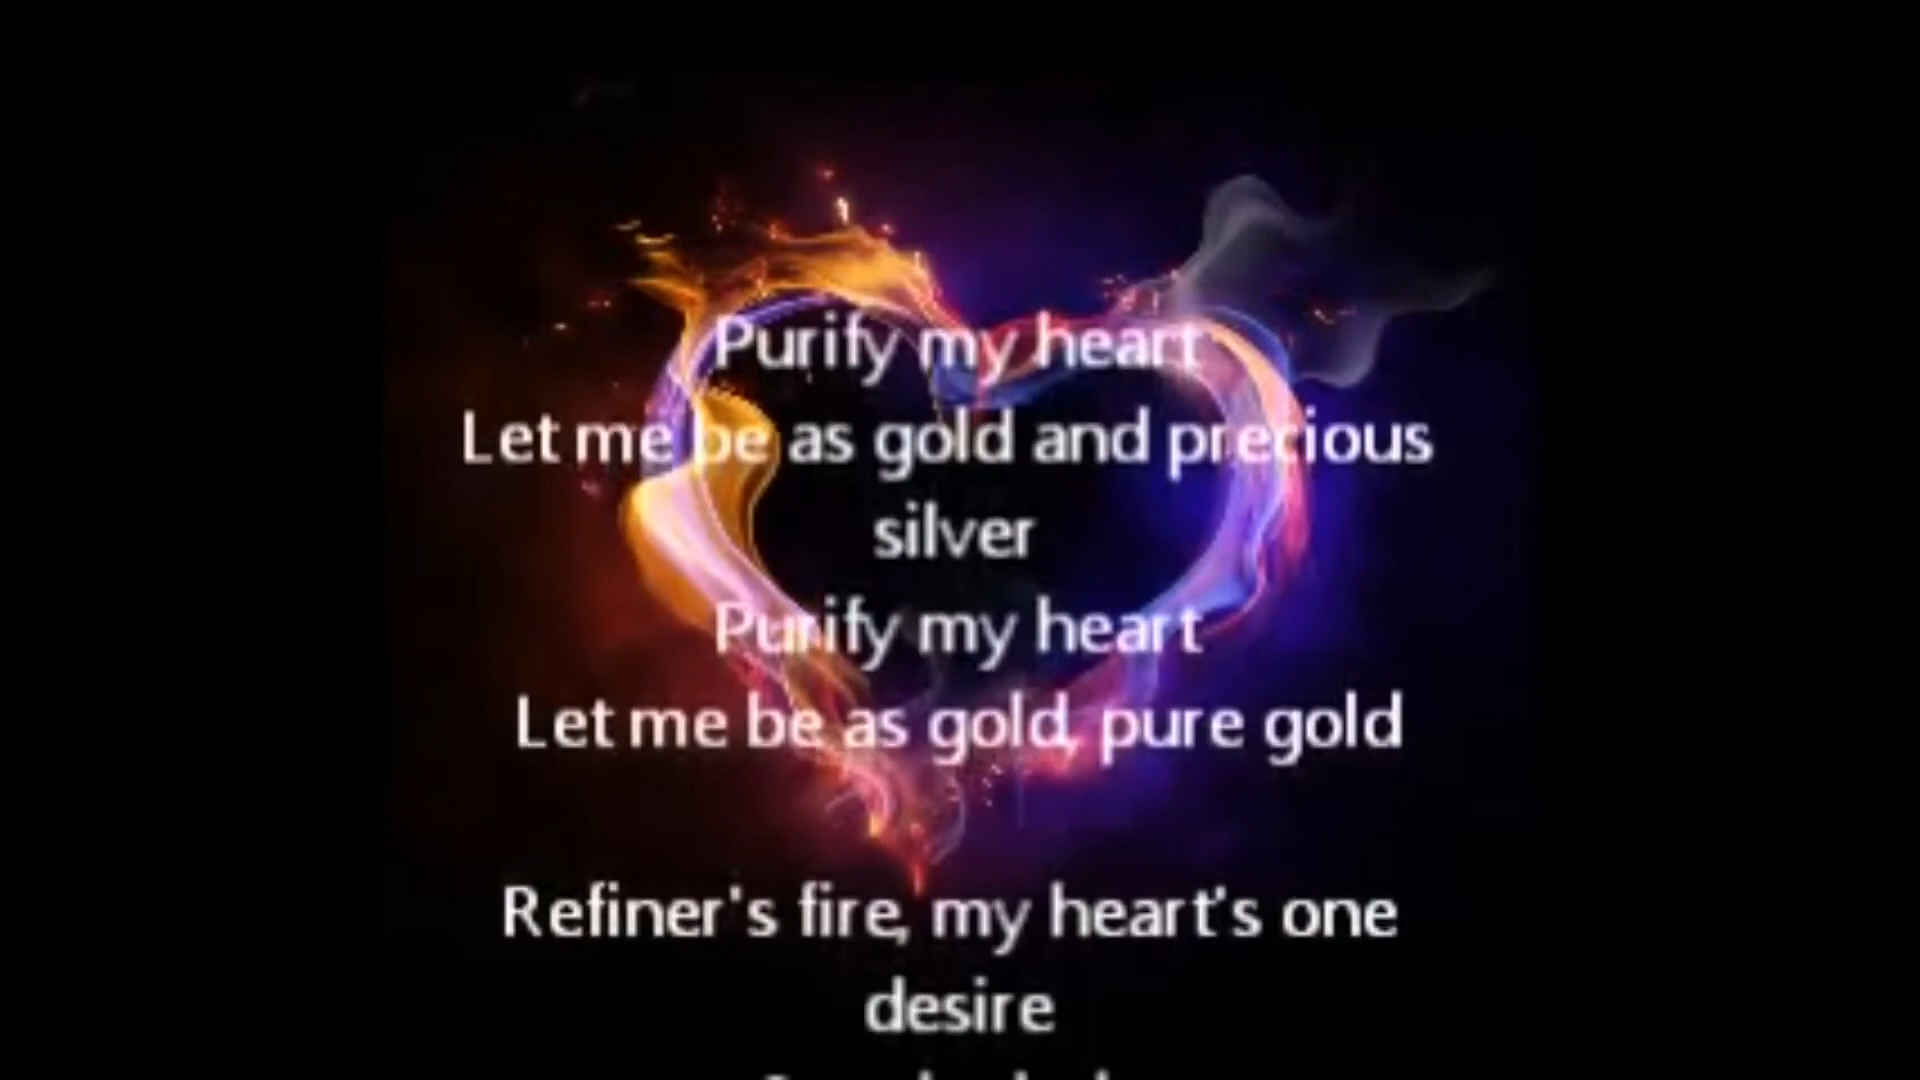 Purify my heart
Let me be as gold and precious
silver
Purify my heart
Let me be as gold, pure gold
Refiner's fire, my heart's one
desire